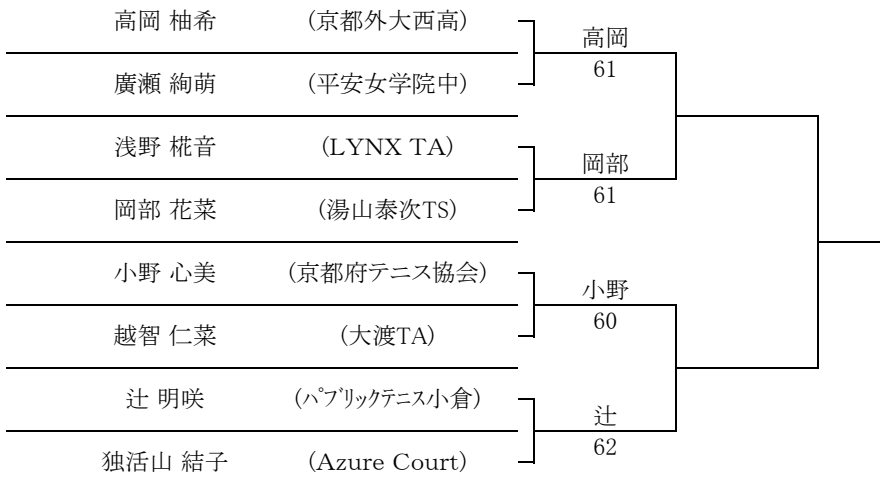 高岡 柚希 (京都外大西高)
高岡
61
廣瀬 絢萌 (平安女学院中)
浅野 椛音 (LYNX TA)
岡部
61
岡部 花菜 (湯山泰次TS)
小野 心美 (京都府テニス協会)
小野
60
越智 仁菜 (大渡TA)
辻 明咲 (ﾊﾟﾌﾞﾘｯｸﾃﾆｽ小倉)
辻
62
独活山 結子 (Azure Court)